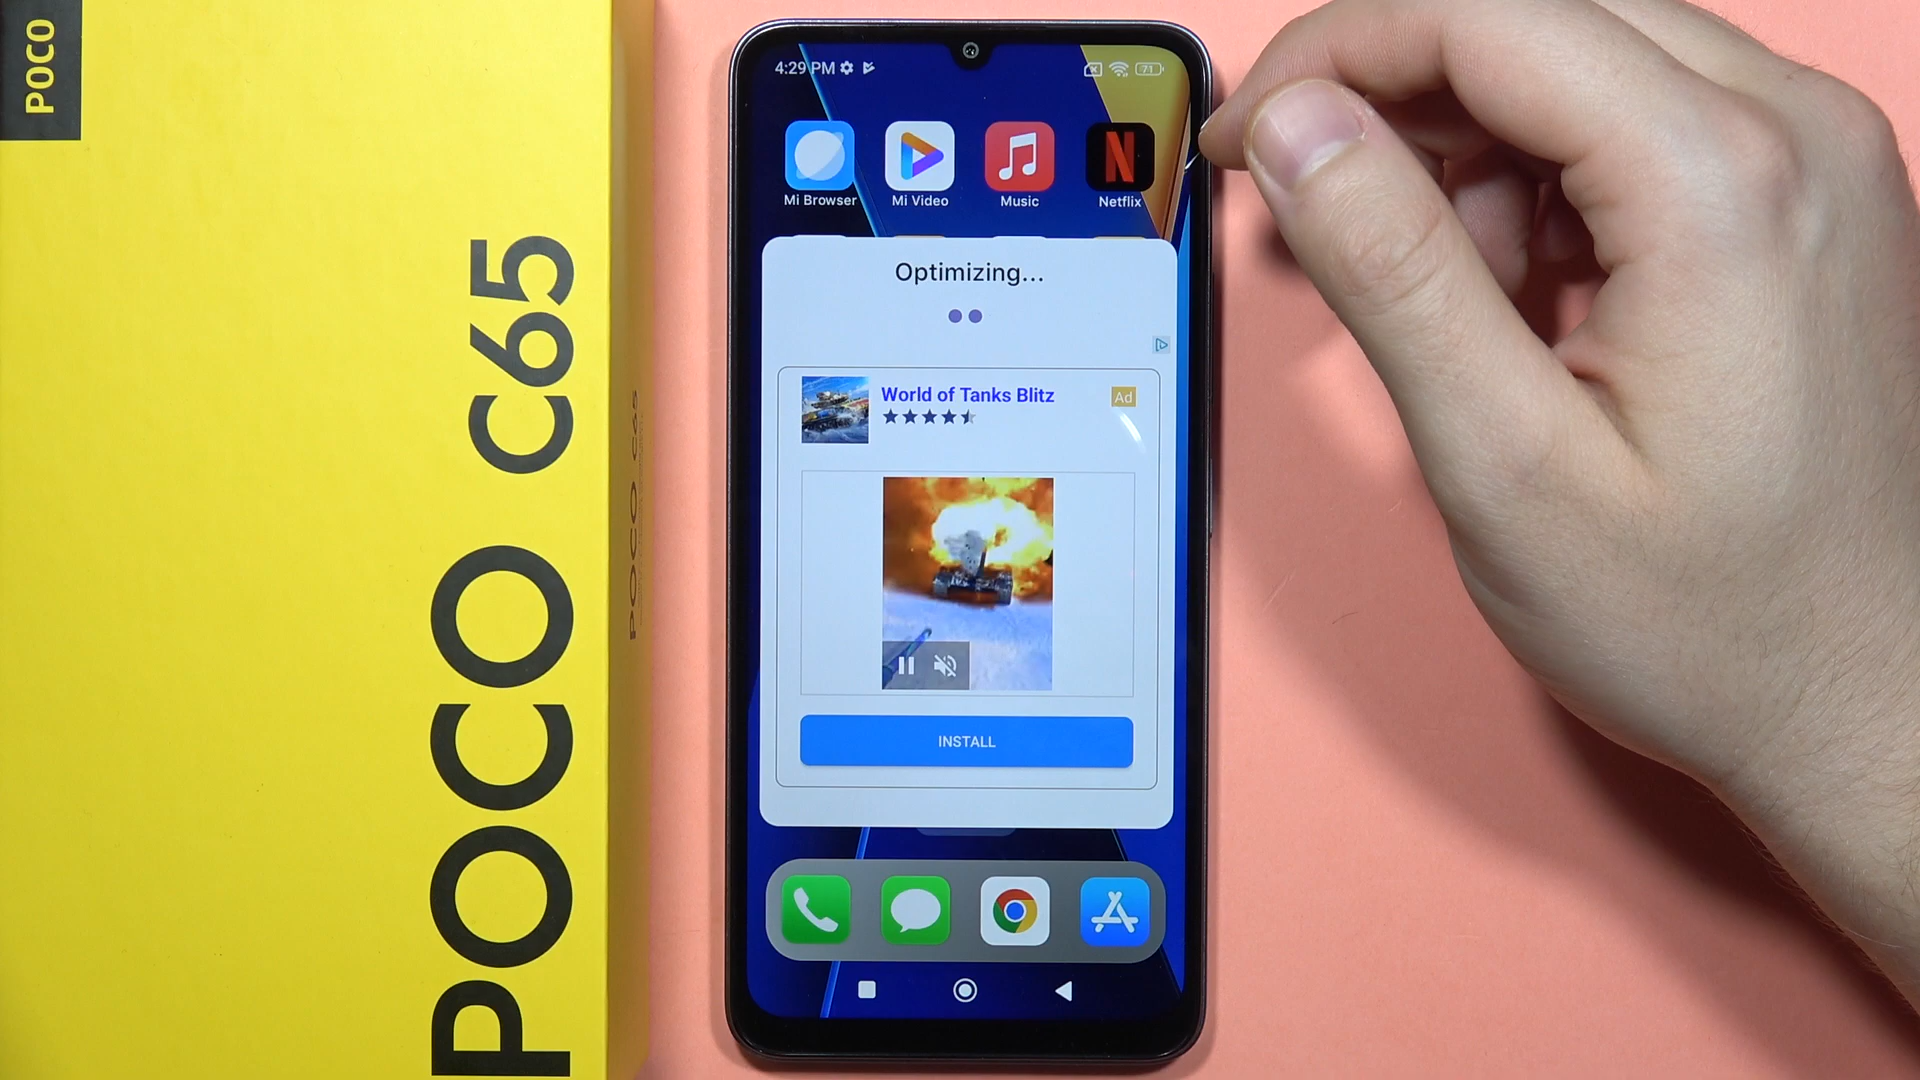 POCO
POCO C65
POCO C65
4:29 PM
71
Mi Browser
Mi Video
Music
Netflix
Optimizing...
World of Tanks Blitz
Ad
INSTALL